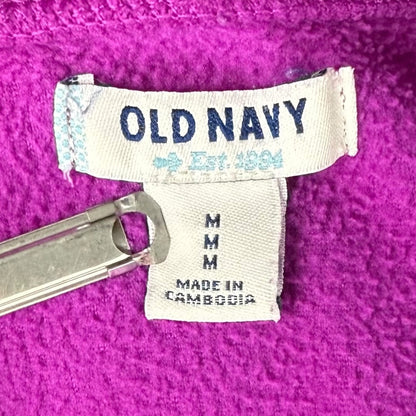 OLD NAVY
Est. 1994
M
M
M
MADE IN
CAMBODIA